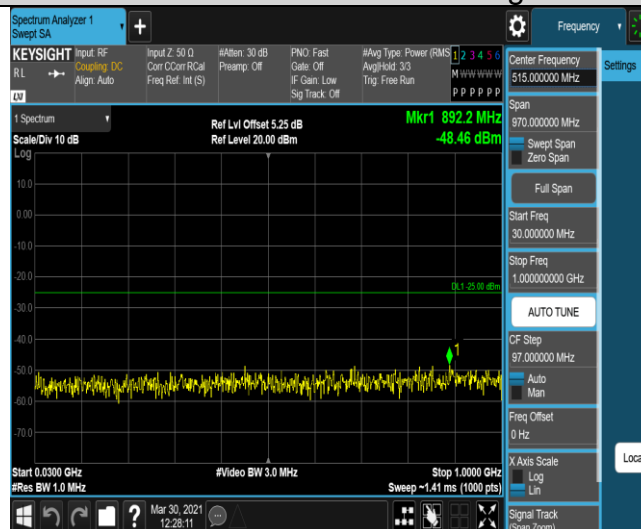 Spectrum Analyzer 1
Swept SA
+
Frequency
KEYSIGHT
RL
LXI
Input: RF
Coupling: DC
Align: Auto
Input Z: 50 Ω
Corr CCorr RCal
Freq Ref: Int (S)
#Atten: 30 dB
Preamp: Off
PNO: Fast
Gate: Off
IF Gain: Low
Sig Track: Off
#Avg Type: Power (RMS
Avg|Hold: 3/3
Trig: Free Run
1 2 3 4 5 6
M W W W W W
P P P P P P
1 Spectrum
Scale/Div 10 dB
Log
Ref Lvl Offset 5.25 dB
Ref Level 20.00 dBm
Mkr1 892.2 MHz
-48.46 dBm
10.0
0.00
-10.0
-20.0
DL1 -25.00 dBm
-30.0
-40.0
1
-50.0
-60.0
-70.0
Start 0.0300 GHz
#Res BW 1.0 MHz
#Video BW 3.0 MHz
Stop 1.0000 GHz
Sweep ~1.41 ms (1000 pts)
?
Mar 30, 2021
12:28:11
Center Frequency
515.000000 MHz
Span
970.000000 MHz
Swept Span
Zero Span
Full Span
Start Freq
30.000000 MHz
Stop Freq
1.000000000 GHz
AUTO TUNE
CF Step
97.000000 MHz
Auto
Man
Freq Offset
0 Hz
X Axis Scale
Log
Lin
Signal Track
(Span Zoom)
Settings
Loca